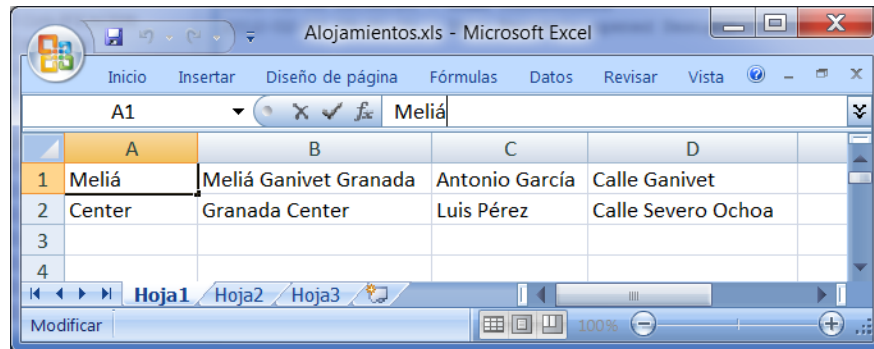 Alojamientos.xls - Microsoft Excel
Inicio Insertar Diseño de página Fórmulas Datos Revisar Vista
A1 fx Meliá
A B C D
1 Meliá Meliá Ganivet Granada Antonio García Calle Ganivet
2 Center Granada Center Luis Pérez Calle Severo Ochoa
3
4
Hoja1 Hoja2 Hoja3
Modificar 100%